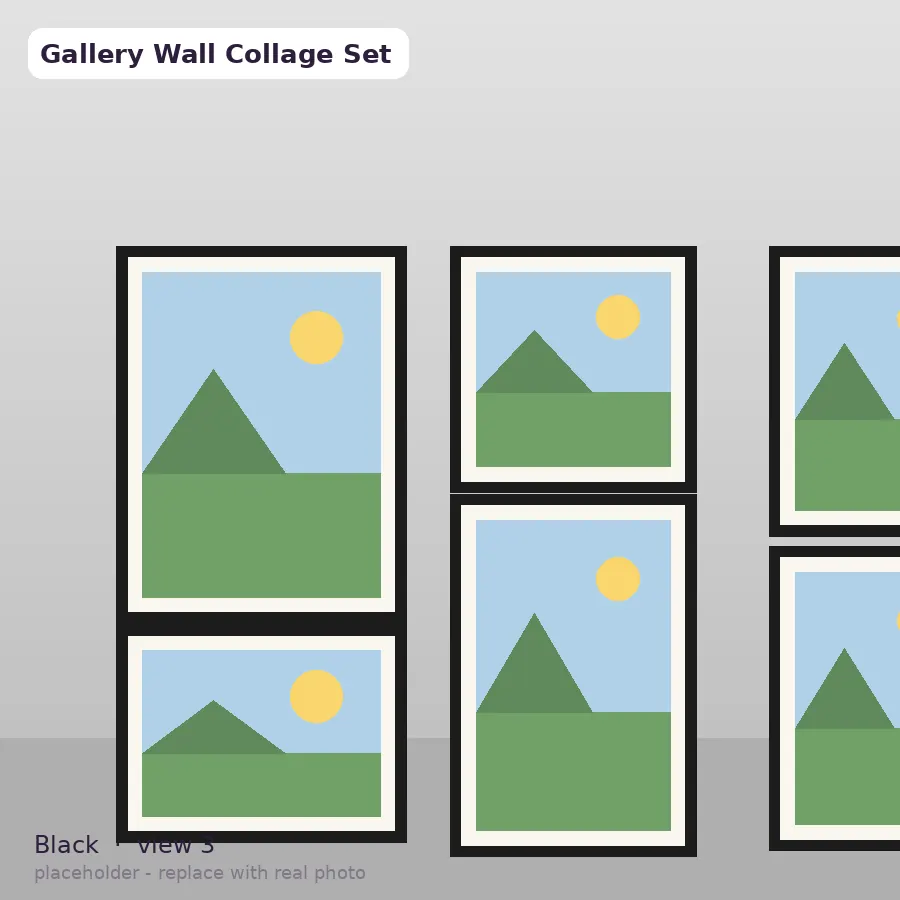 Gallery Wall Collage Set
Black · View 3
placeholder - replace with real photo